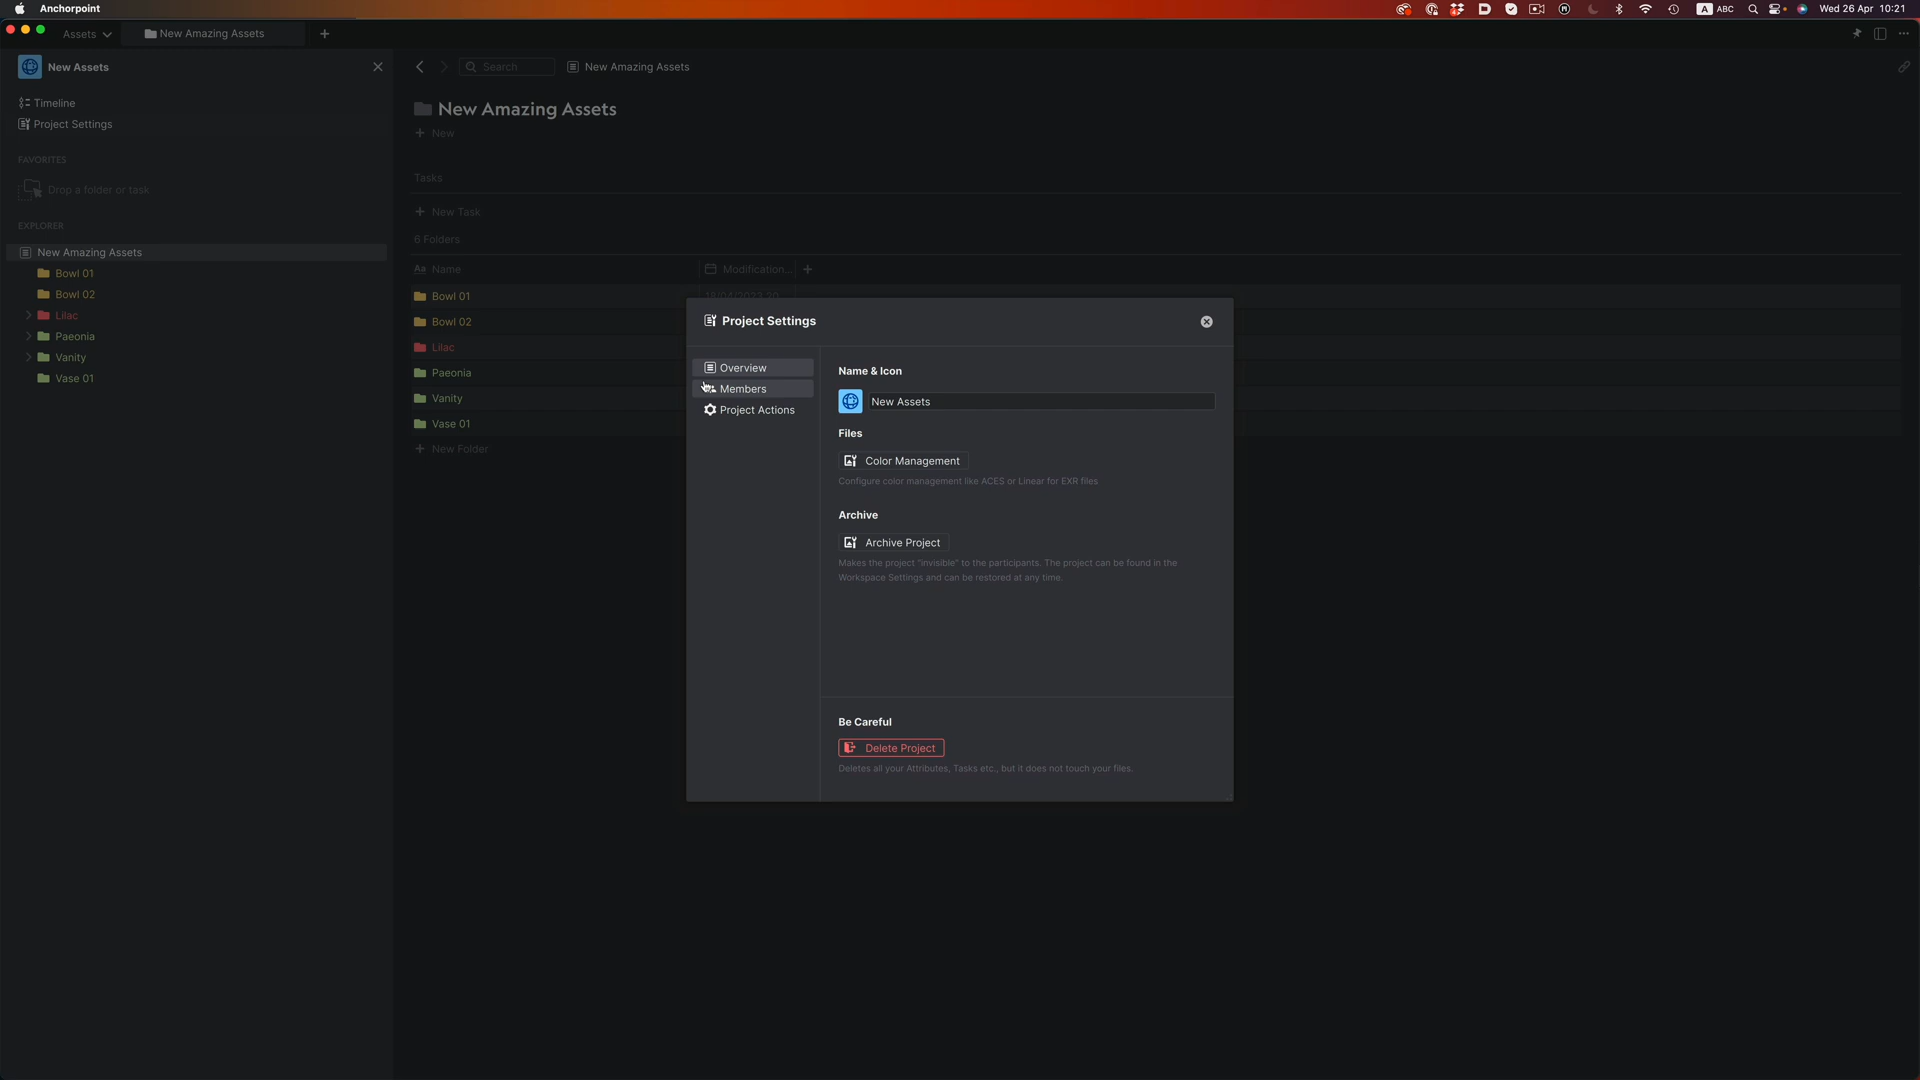 Anchorpoint
ABC
Wed 26 Apr 10:21
Assets
New Amazing Assets
New Assets
Search
New Amazing Assets
Timeline
Project Settings
New Amazing Assets
New
FAVORITES
Drop a folder or task
Tasks
EXPLORER
New Task
New Amazing Assets
6 Folders
Bowl 01
Aa Name
Modification...
Bowl 02
Bowl 01
Lilac
Bowl 02
Paeonia
Lilac
Vanity
Paeonia
Vase 01
Vanity
Vase 01
New Folder
Project Settings
Overview
Members
Project Actions
Name & Icon
New Assets
Files
Color Management
Configure color management like ACES or Linear for EXR files
Archive
Archive Project
Makes the project "invisible" to the participants. The project can be found in the
Workspace Settings and can be restored at any time.
Be Careful
Delete Project
Deletes all your Attributes, Tasks etc., but it does not touch your files.